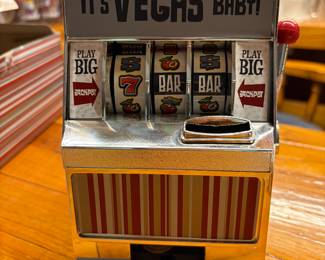 IT'S VEGAS BABY!
PLAY
BIG
JACKPOT
7
BAR
BAR
PLAY
BIG
JACKPOT